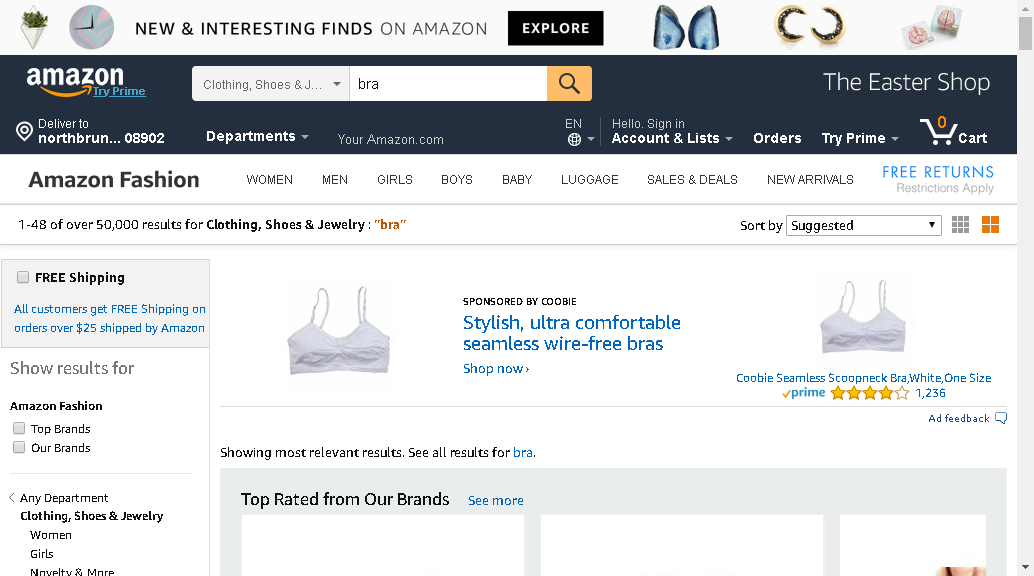 NEW & INTERESTING FINDS ON AMAZON EXPLORE
amazon
Try Prime
Clothing, Shoes & J... bra
The Easter Shop
Deliver to
northbrun... 08902
Departments
Your Amazon.com
EN
Hello. Sign in
Account & Lists
Orders
Try Prime
0
Cart
Amazon Fashion
WOMEN MEN GIRLS BOYS BABY LUGGAGE SALES & DEALS NEW ARRIVALS
FREE RETURNS
Restrictions Apply
1-48 of over 50,000 results for Clothing, Shoes & Jewelry : "bra"
Sort by Suggested
FREE Shipping
All customers get FREE Shipping on
orders over $25 shipped by Amazon
Show results for
Amazon Fashion
Top Brands
Our Brands
Any Department
Clothing, Shoes & Jewelry
Women
Girls
Novelty & More
SPONSORED BY COOBIE
Stylish, ultra comfortable
seamless wire-free bras
Shop now ›
Coobie Seamless Scoopneck Bra,White,One Size
prime 1,236
Ad feedback
Showing most relevant results. See all results for bra.
Top Rated from Our Brands See more